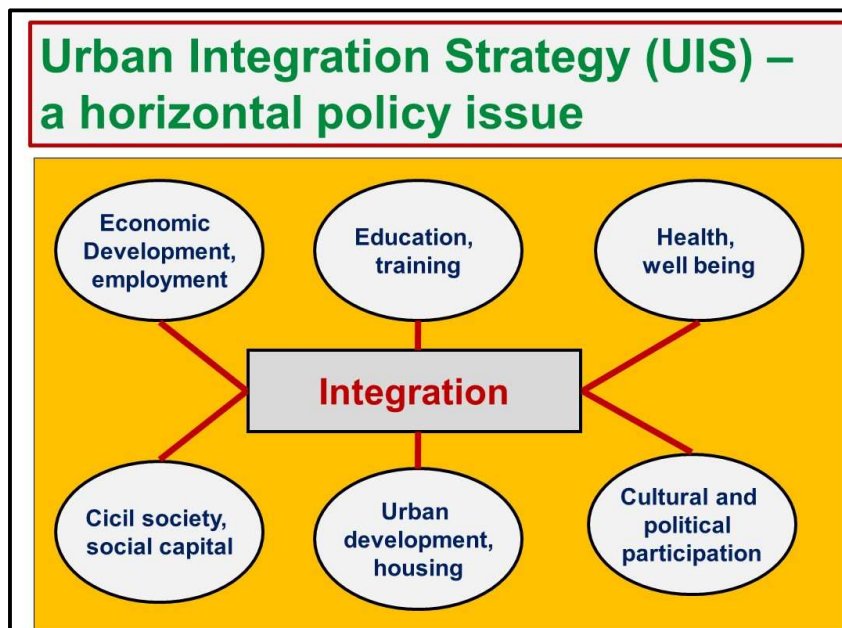 Urban Integration Strategy (UIS) –
a horizontal policy issue
Economic
Development,
employment
Education,
training
Health,
well being
Integration
Cicil society,
social capital
Urban
development,
housing
Cultural and
political
participation